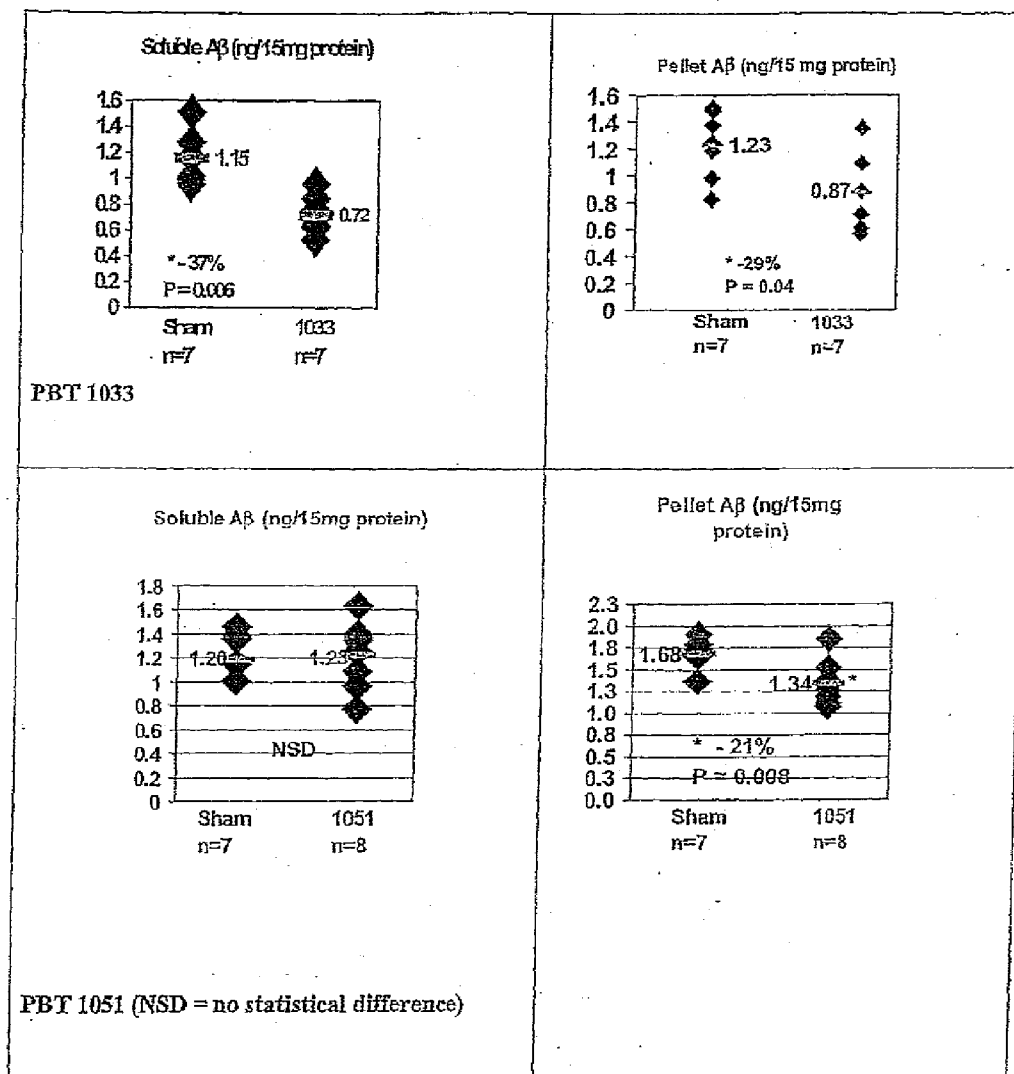 Soluble Aβ (ng/15mg protein)
1.6
1.4
1.2
1
0.8
0.6
0.4
0.2
0
1.15
0.72
* -37%
P = 0.006
Sham
n=7
1033
n=7
PBT 1033
Pellet Aβ (ng/15 mg protein)
1.6
1.4
1.2
1
0.8
0.6
0.4
0.2
0
1.23
0.87
* -29%
P = 0.04
Sham
n=7
1033
n=7
Soluble Aβ (ng/15mg protein)
1.8
1.6
1.4
1.2
1
0.8
0.6
0.4
0.2
0
1.20
1.23
NSD
Sham
n=7
1051
n=8
PBT 1051 (NSD = no statistical difference)
Pellet Aβ (ng/15mg
protein)
2.3
2.0
1.8
1.5
1.3
1.0
0.8
0.5
0.3
0.0
1.68
1.34
*
* -21%
P = 0.008
Sham
n=7
1051
n=8